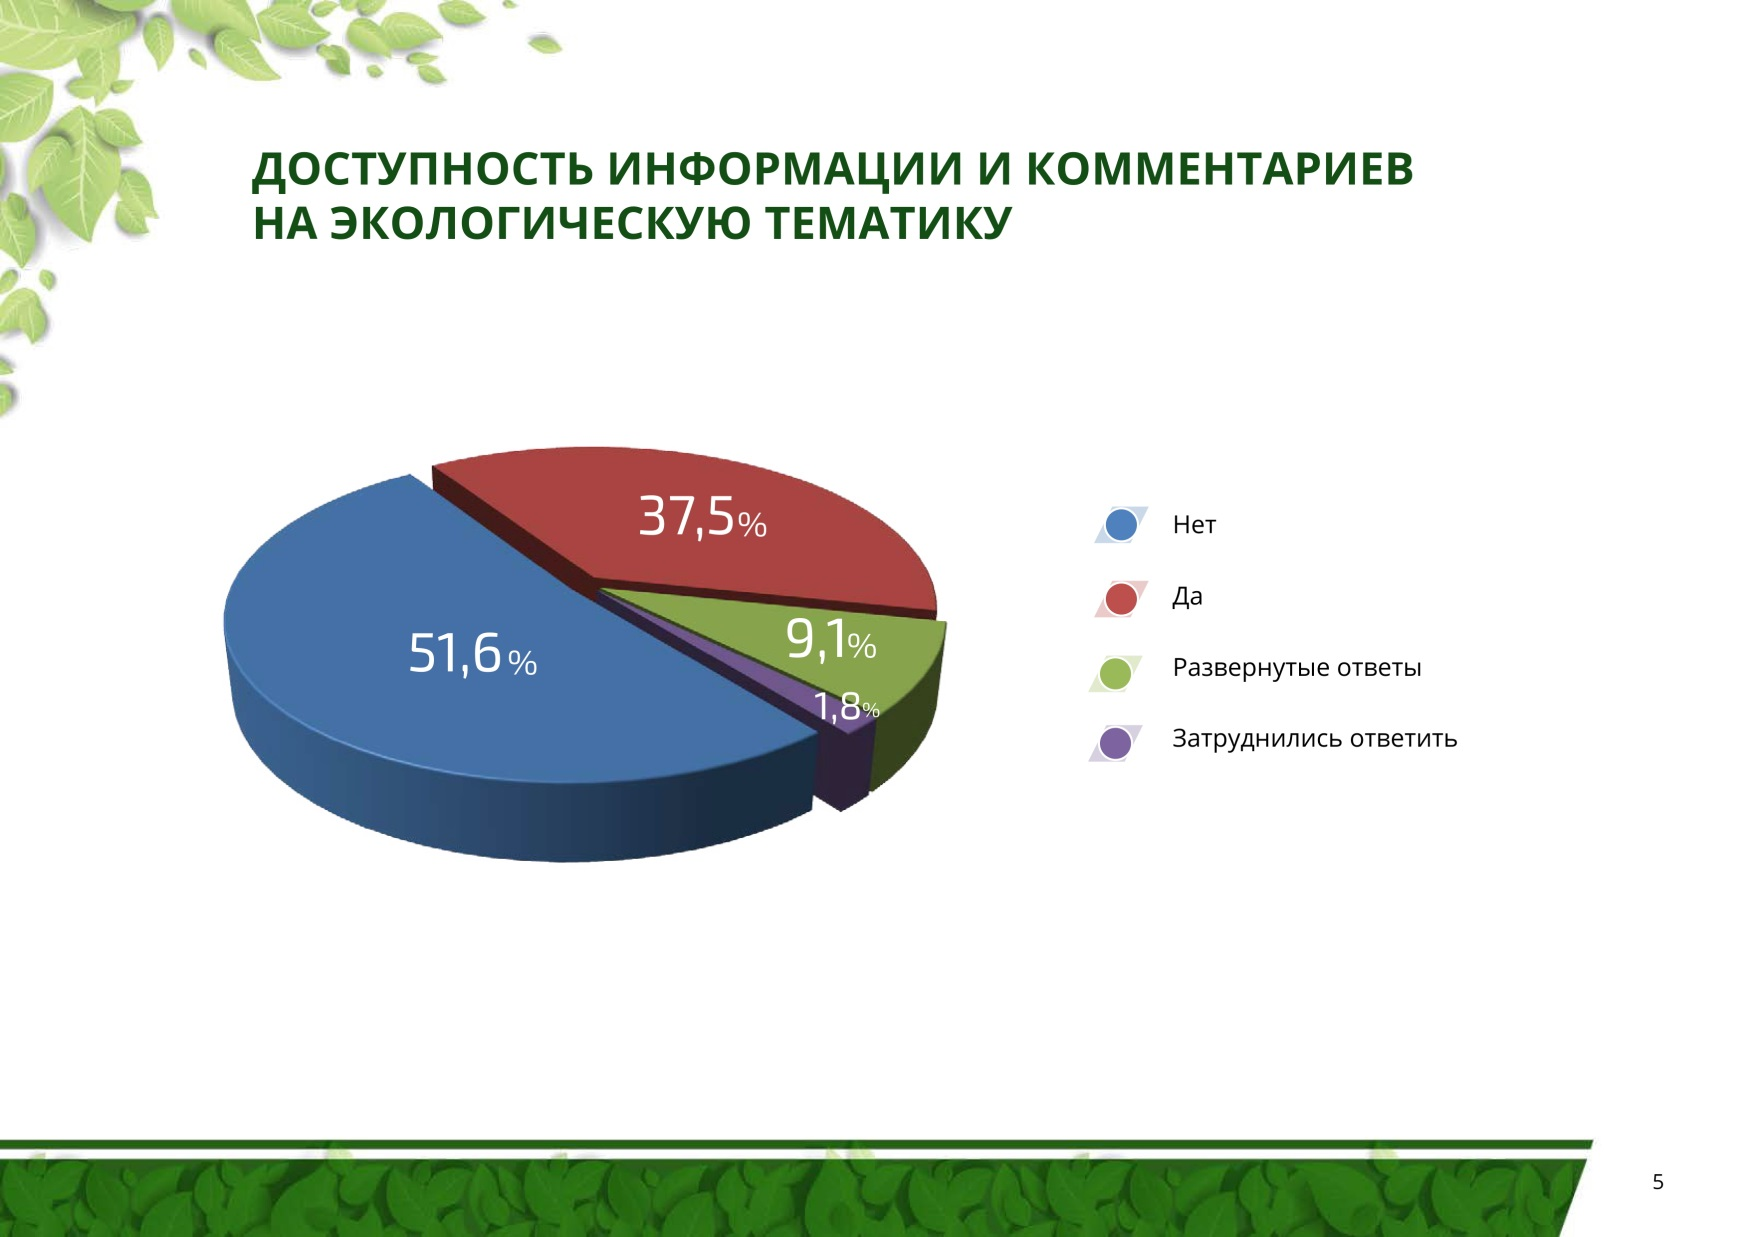 ДОСТУПНОСТЬ ИНФОРМАЦИИ И КОММЕНТАРИЕВ
НА ЭКОЛОГИЧЕСКУЮ ТЕМАТИКУ
37,5%
51,6%
9,1%
1,8%
Нет
Да
Развернутые ответы
Затруднились ответить
5